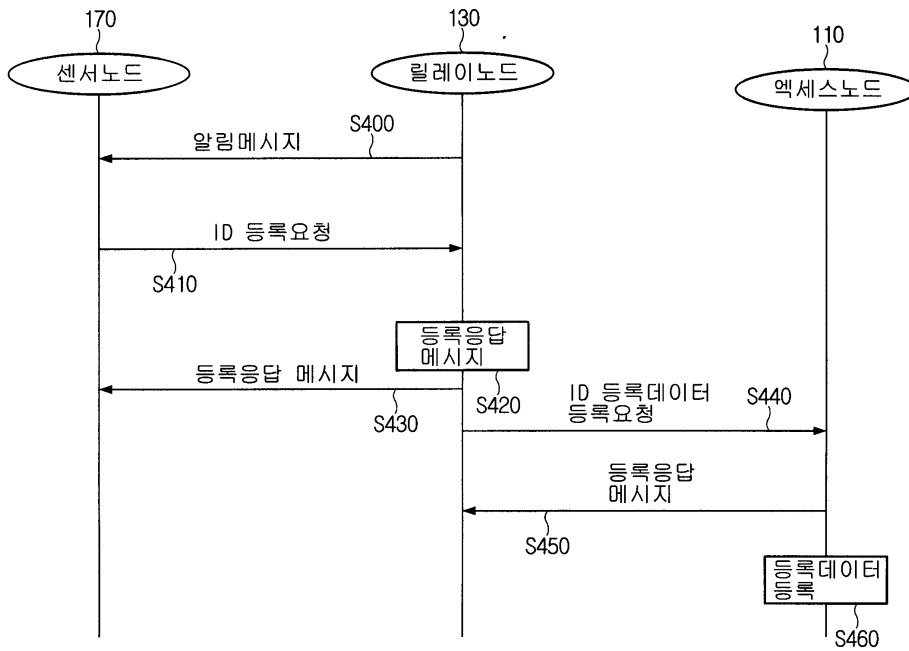 170
130
110
센서노드
릴레이노드
엑세스노드
S400
알림메시지
ID 등록요청
S410
등록응답
메시지
등록응답 메시지
S420
S430
ID 등록데이터
등록요청
S440
등록응답
메시지
S450
등록데이터
등록
S460